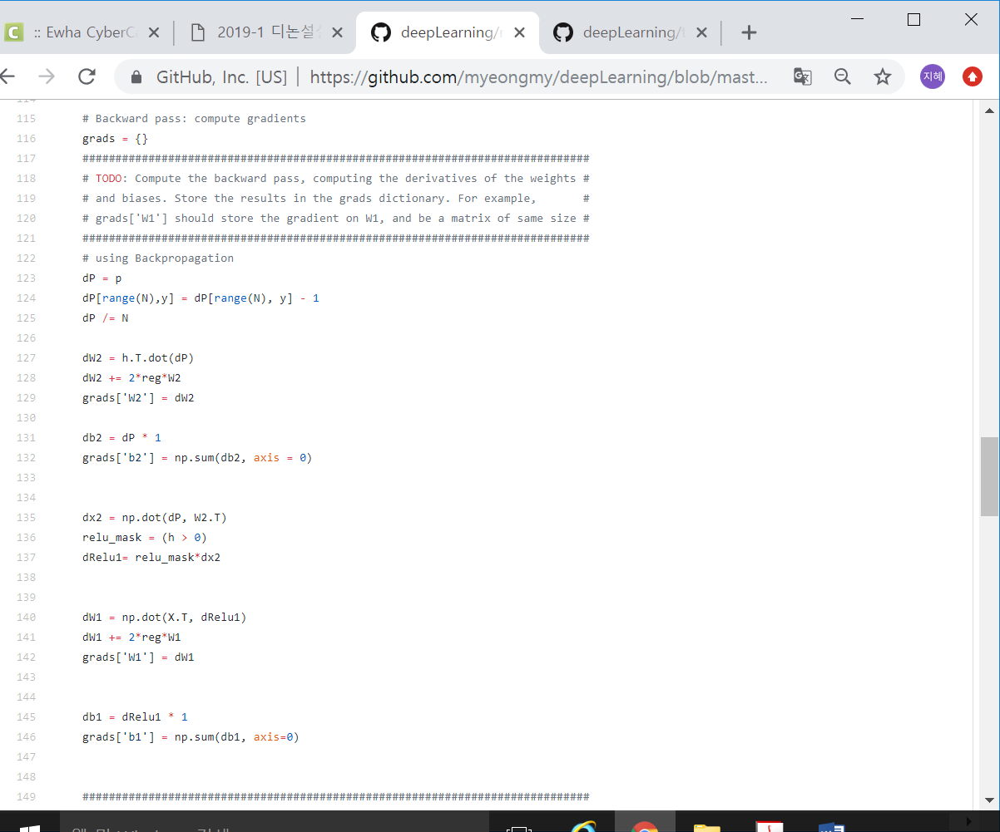 :: Ewha CyberC
2019-1 디논설
deepLearning/
deepLearning/
GitHub, Inc. [US]
https://github.com/myeongmy/deepLearning/blob/mast...
지혜
114
115 # Backward pass: compute gradients
116 grads = {}
117 ##############################################################################
118 # TODO: Compute the backward pass, computing the derivatives of the weights #
119 # and biases. Store the results in the grads dictionary. For example,       #
120 # grads['W1'] should store the gradient on W1, and be a matrix of same size #
121 ##############################################################################
122 # using Backpropagation
123 dP = p
124 dP[range(N),y] = dP[range(N), y] - 1
125 dP /= N
126
127 dW2 = h.T.dot(dP)
128 dW2 += 2*reg*W2
129 grads['W2'] = dW2
130
131 db2 = dP * 1
132 grads['b2'] = np.sum(db2, axis = 0)
133
134
135 dx2 = np.dot(dP, W2.T)
136 relu_mask = (h > 0)
137 dRelu1= relu_mask*dx2
138
139
140 dW1 = np.dot(X.T, dRelu1)
141 dW1 += 2*reg*W1
142 grads['W1'] = dW1
143
144
145 db1 = dRelu1 * 1
146 grads['b1'] = np.sum(db1, axis=0)
147
148
149 ##############################################################################